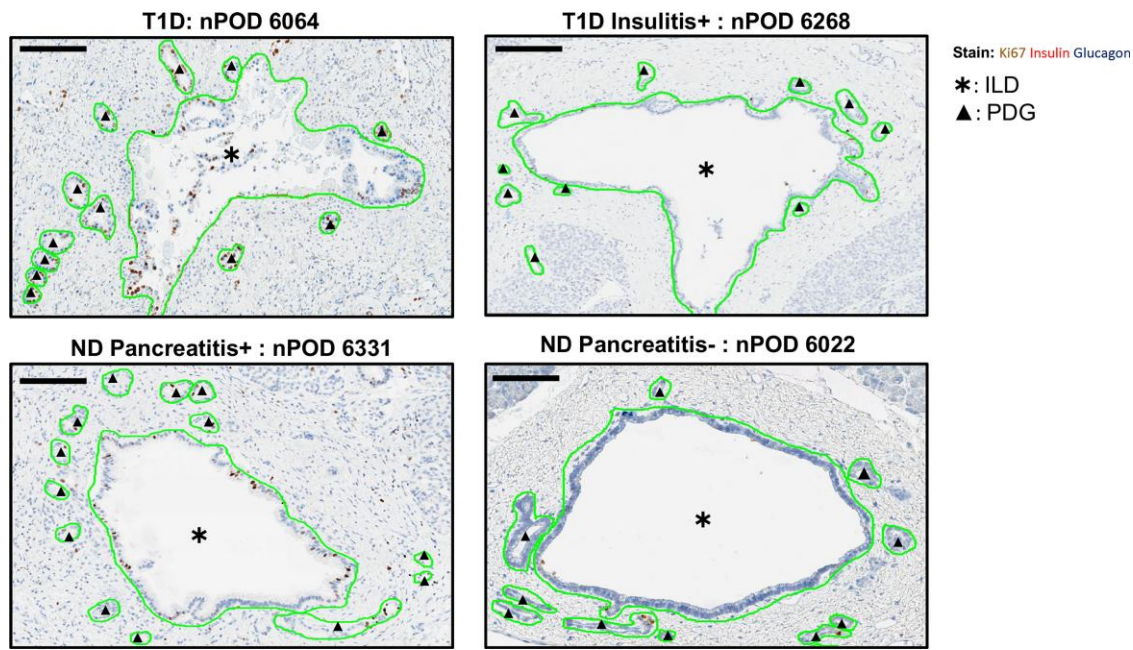 T1D: nPOD 6064
T1D Insulitis+ : nPOD 6268
Stain: Ki67 Insulin Glucagon
*: ILD
▲: PDG
ND Pancreatitis+ : nPOD 6331
ND Pancreatitis- : nPOD 6022